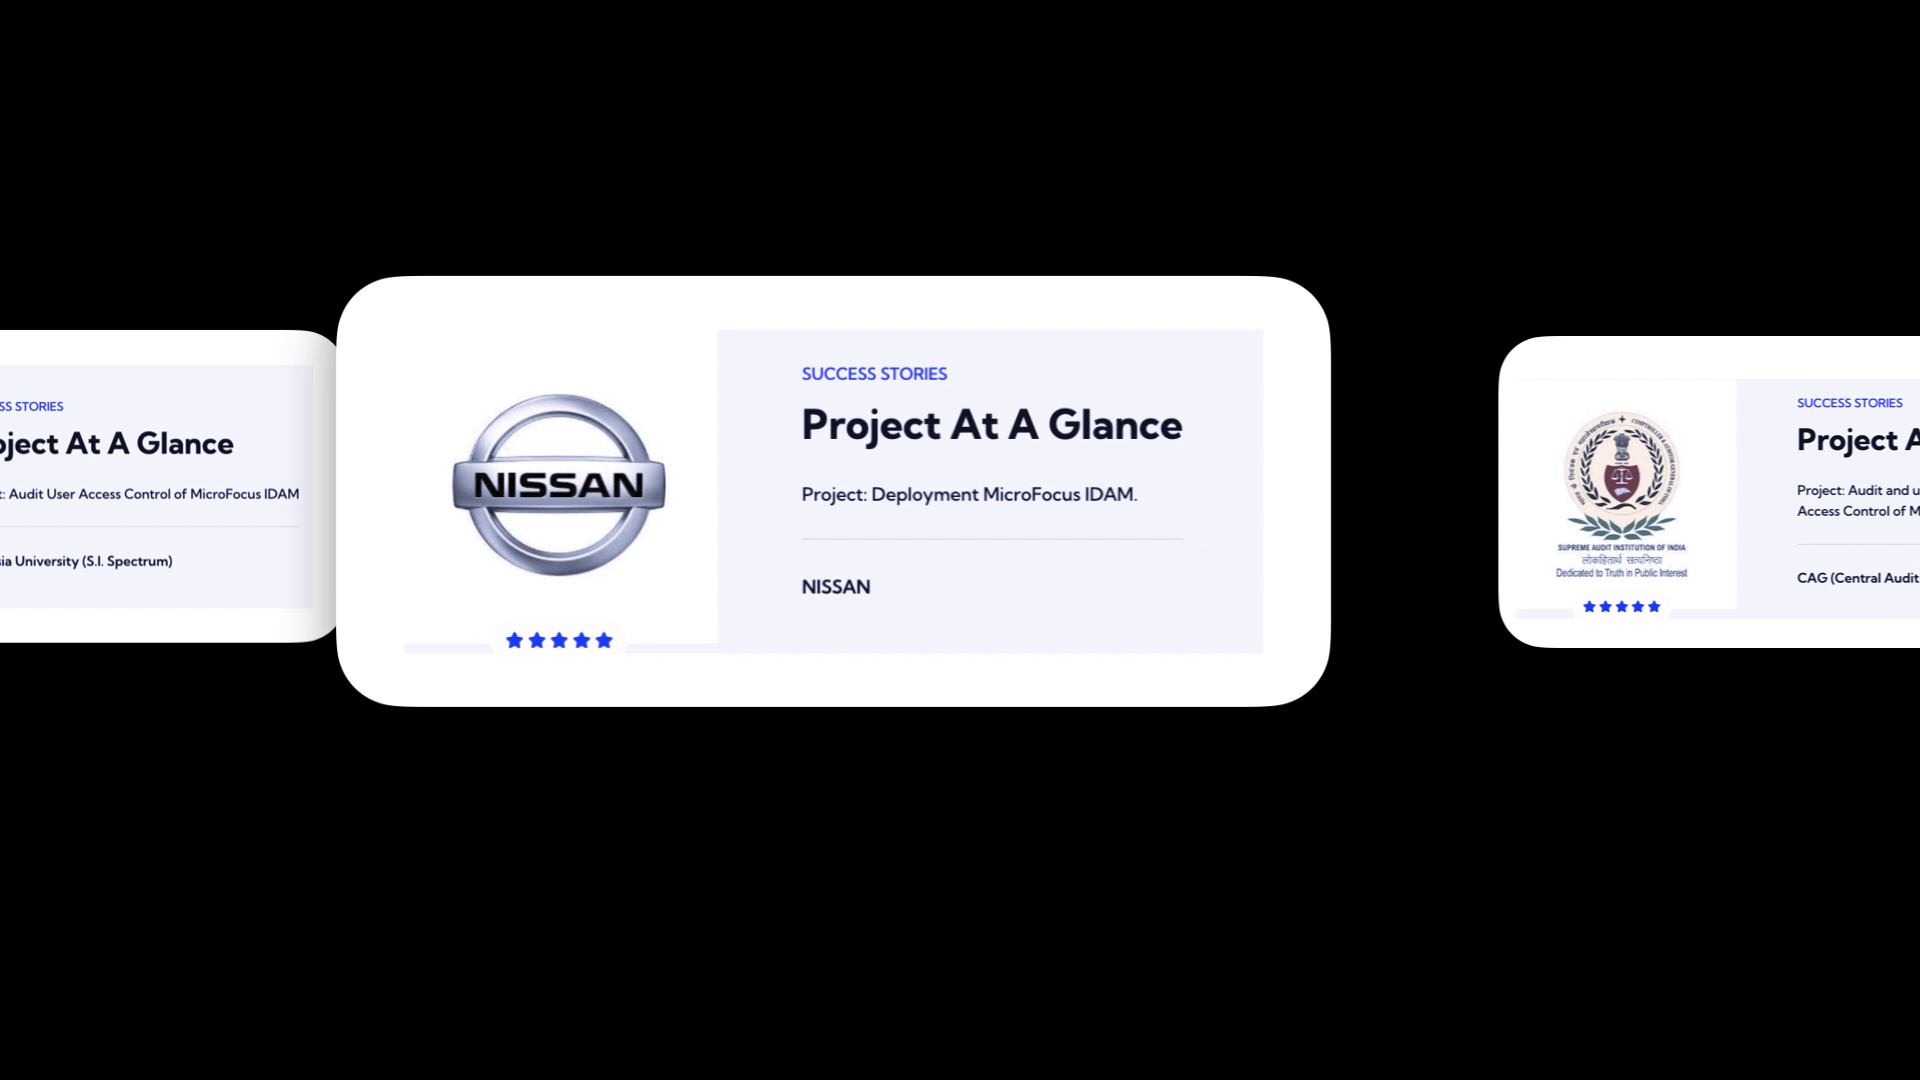 SS STORIES
ject At A Glance
t: Audit User Access Control of MicroFocus IDAM
sia University (S.I. Spectrum)
NISSAN
SUCCESS STORIES
Project At A Glance
Project: Deployment MicroFocus IDAM.
NISSAN
SUPREME AUDIT INSTITUTION OF INDIA
लोकहितार्थ सत्यनिष्ठा
Dedicated to Truth in Public Interest
SUCCESS STORIES
Project A
Project: Audit and u
Access Control of M
CAG (Central Audit